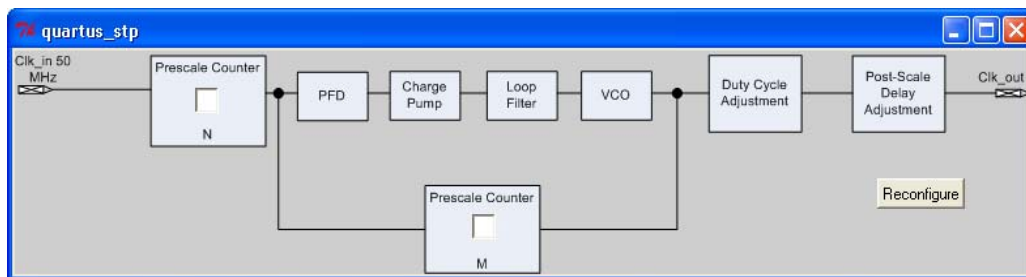 quartus_stp
Clk_in 50
MHz
Prescale Counter
N
PFD
Charge
Pump
Loop
Filter
VCO
Duty Cycle
Adjustment
Post-Scale
Delay
Adjustment
Clk_out
Prescale Counter
M
Reconfigure